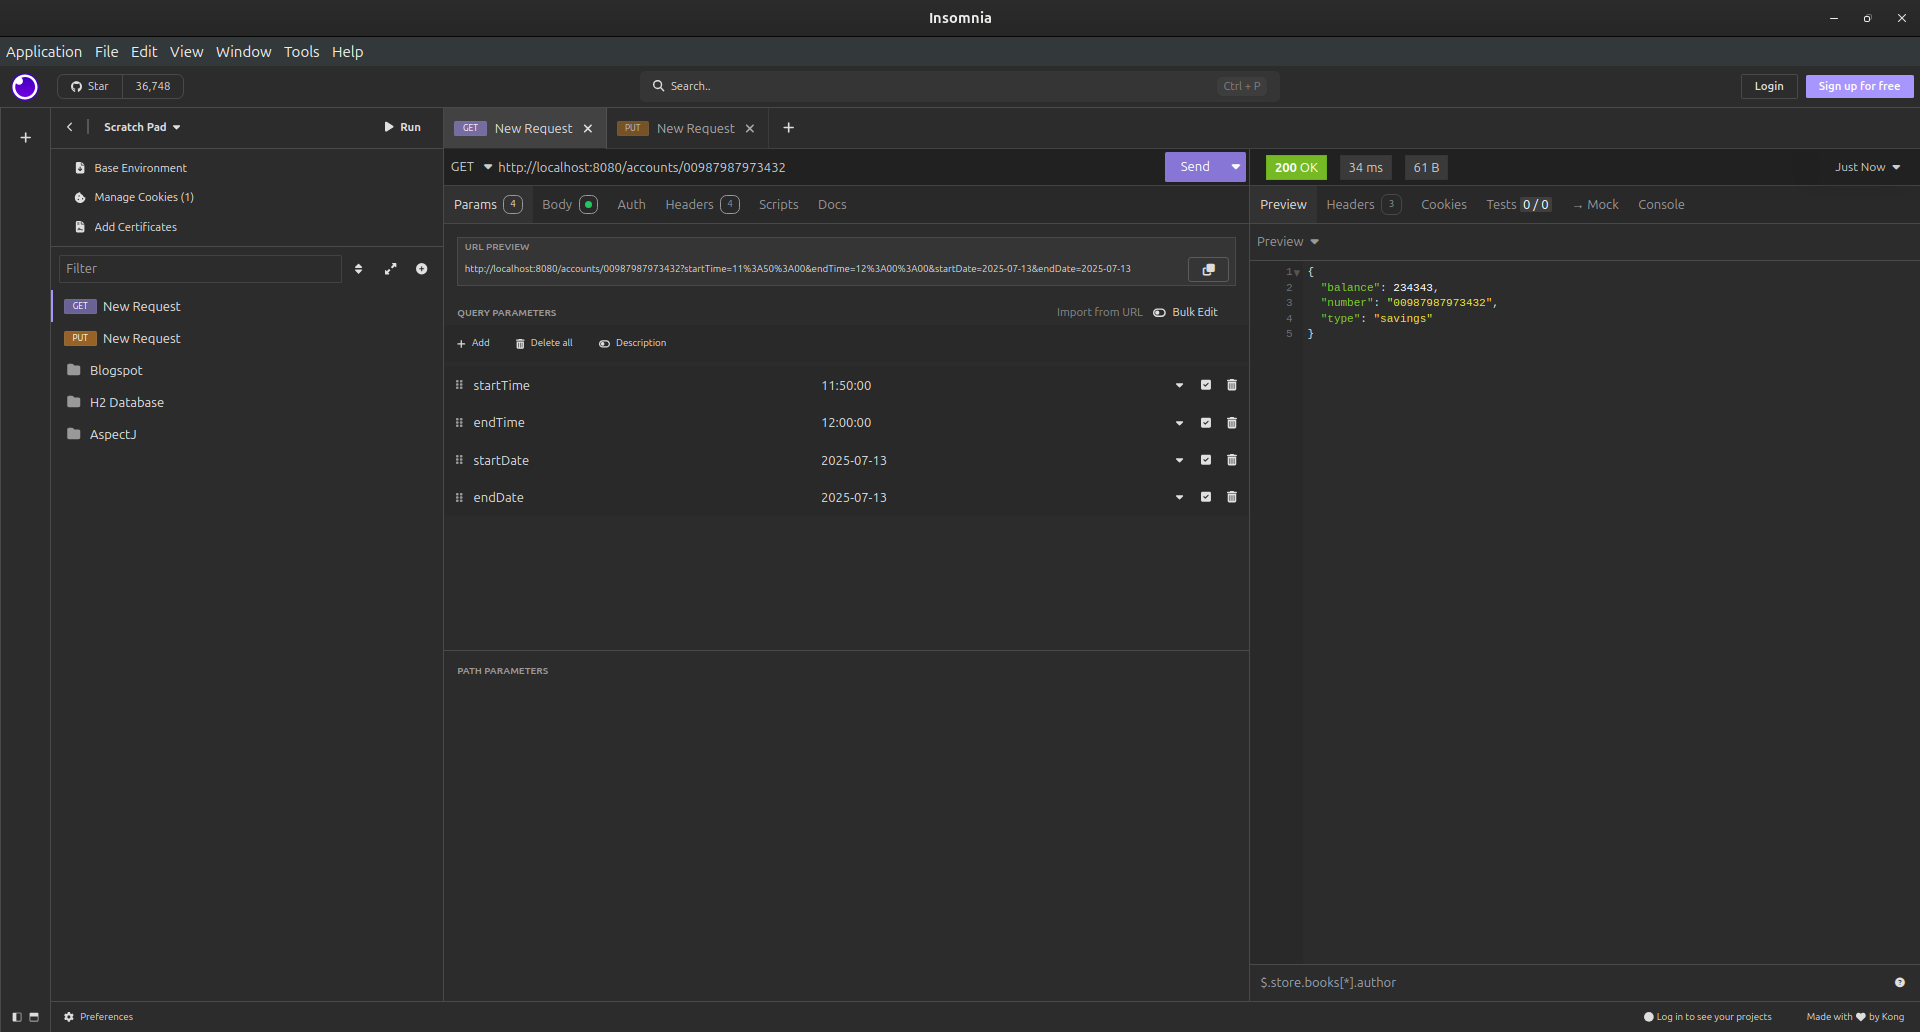 Insomnia
Application File Edit View Window Tools Help
Star 36,748
Search..
Ctrl + P
Login
Sign up for free
Scratch Pad
Run
Base Environment
Manage Cookies (1)
Add Certificates
Filter
GET New Request
PUT New Request
Blogspot
H2 Database
AspectJ
GET New Request
PUT New Request
GET http://localhost:8080/accounts/00987987973432
Send
Params 4 Body Auth Headers 4 Scripts Docs
URL PREVIEW
http://localhost:8080/accounts/00987987973432?startTime=11%3A50%3A00&endTime=12%3A00%3A00&startDate=2025-07-13&endDate=2025-07-13
QUERY PARAMETERS
Import from URL
Bulk Edit
+ Add
Delete all
Description
startTime 11:50:00
endTime 12:00:00
startDate 2025-07-13
endDate 2025-07-13
PATH PARAMETERS
200 OK 34 ms 61 B
Just Now
Preview Headers 3 Cookies Tests 0 / 0 → Mock Console
Preview
1 {
2 "balance": 234343,
3 "number": "00987987973432",
4 "type": "savings"
5 }
$.store.books[*].author
Preferences
Log in to see your projects
Made with ♥ by Kong